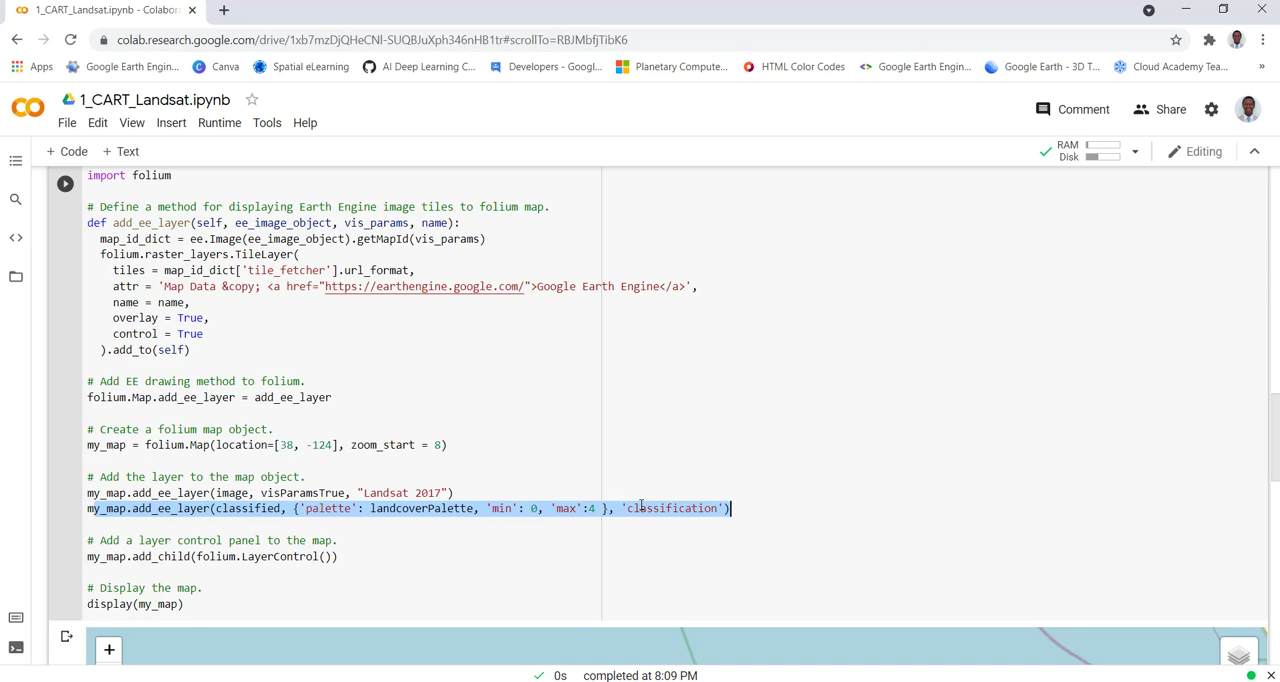 1_CART_Landsat.ipynb - Colabor
colab.research.google.com/drive/1xb7mzDjQHeCNl-SUQBJuXph346nHB1tr#scrollTo=RBJMbfjTibK6
Apps Google Earth Engin... Canva Spatial eLearning AI Deep Learning C... Developers - Googl... Planetary Compute... HTML Color Codes Google Earth Engin... Google Earth - 3D T... Cloud Academy Tea... »
CO 1_CART_Landsat.ipynb
Comment Share
File Edit View Insert Runtime Tools Help
+ Code + Text
RAM
Disk
Editing
import folium
# Define a method for displaying Earth Engine image tiles to folium map.
def add_ee_layer(self, ee_image_object, vis_params, name):
map_id_dict = ee.Image(ee_image_object).getMapId(vis_params)
folium.raster_layers.TileLayer(
tiles = map_id_dict['tile_fetcher'].url_format,
attr = 'Map Data &copy; <a href="https://earthengine.google.com/">Google Earth Engine</a>',
name = name,
overlay = True,
control = True
).add_to(self)
# Add EE drawing method to folium.
folium.Map.add_ee_layer = add_ee_layer
# Create a folium map object.
my_map = folium.Map(location=[38, -124], zoom_start = 8)
# Add the layer to the map object.
my_map.add_ee_layer(image, visParamsTrue, "Landsat 2017")
my_map.add_ee_layer(classified, {'palette': landcoverPalette, 'min': 0, 'max':4 }, 'classification')
# Add a layer control panel to the map.
my_map.add_child(folium.LayerControl())
# Display the map.
display(my_map)
+
0s completed at 8:09 PM